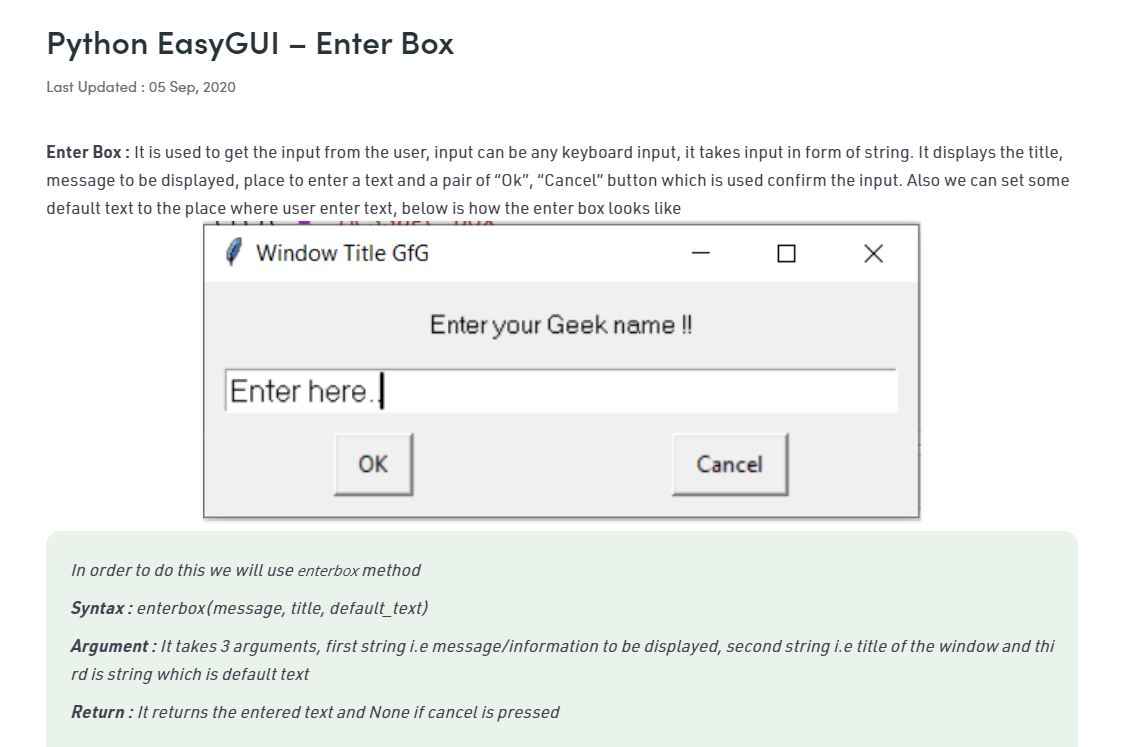 Python EasyGUI – Enter Box
Last Updated : 05 Sep, 2020
Enter Box : It is used to get the input from the user, input can be any keyboard input, it takes input in form of string. It displays the title,
message to be displayed, place to enter a text and a pair of “Ok”, “Cancel” button which is used confirm the input. Also we can set some
default text to the place where user enter text, below is how the enter box looks like
Window Title GfG
Enter your Geek name !!
Enter here..
OK Cancel
In order to do this we will use enterbox method
Syntax : enterbox(message, title, default_text)
Argument : It takes 3 arguments, first string i.e message/information to be displayed, second string i.e title of the window and thi
rd is string which is default text
Return : It returns the entered text and None if cancel is pressed